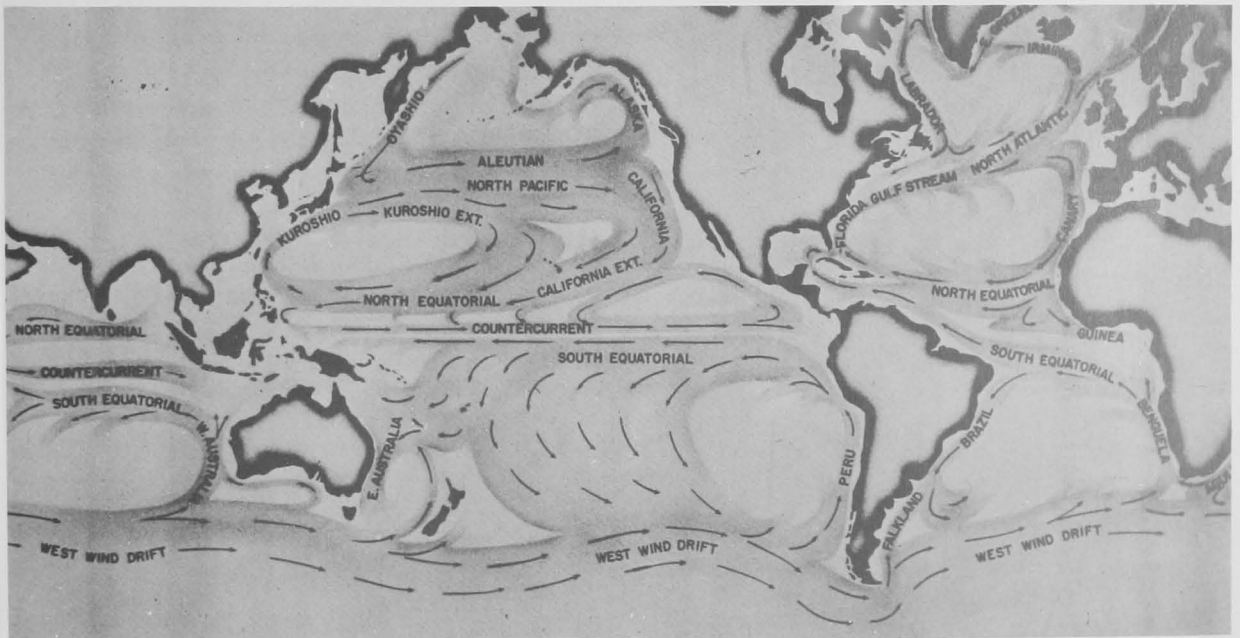 OYASHIO
ALASKA
ALEUTIAN
NORTH PACIFIC
CALIFORNIA
KUROSHIO
KUROSHIO EXT.
CALIFORNIA EXT.
NORTH EQUATORIAL
COUNTERCURRENT
SOUTH EQUATORIAL
NORTH EQUATORIAL
COUNTERCURRENT
SOUTH EQUATORIAL
E. AUSTRALIA
PERU
WEST WIND DRIFT
WEST WIND DRIFT
LABRADOR
NORTH ATLANTIC
GULF STREAM
FLORIDA
CANARY
NORTH EQUATORIAL
GUINEA
SOUTH EQUATORIAL
BRAZIL
BENGUELA
FALKLAND
WEST WIND DRIFT